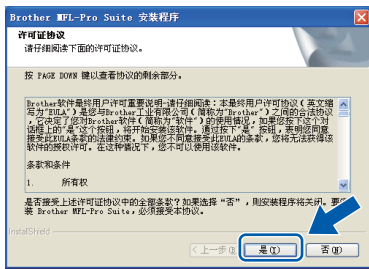 Brother MFL-Pro Suite 安装程序
许可证协议
请仔细阅读下面的许可证协议。
按 PAGE DOWN 键以查看协议的剩余部分。
Brother软件最终用户许可重要说明-请仔细阅读：本最终用户许可协议（英文缩
写为"EULA"）是您与Brother工业有限公司（简称为"Brother"）之间的合法协议
，它决定了您对Brother软件（简称为"软件"）的使用情况，如果您按下这个对
话框上的"是"这个按钮，将开始安装该软件。通过按下"是" 按钮，表明您同意
接受此EULA条款的法律约束。如果您不同意接受此EULA的条款，您将无法获得该
软件的授权许可。在这种情况下，您不可以使用该软件。
条款和条件
1. 所有权
是否接受上述许可证协议中的全部条款？如果选择“否”，则安装程序将关闭。要
装 Brother MFL-Pro Suite，必须接受本协议。
InstallShield
< 上一步(B) 是(Y) 否(N)